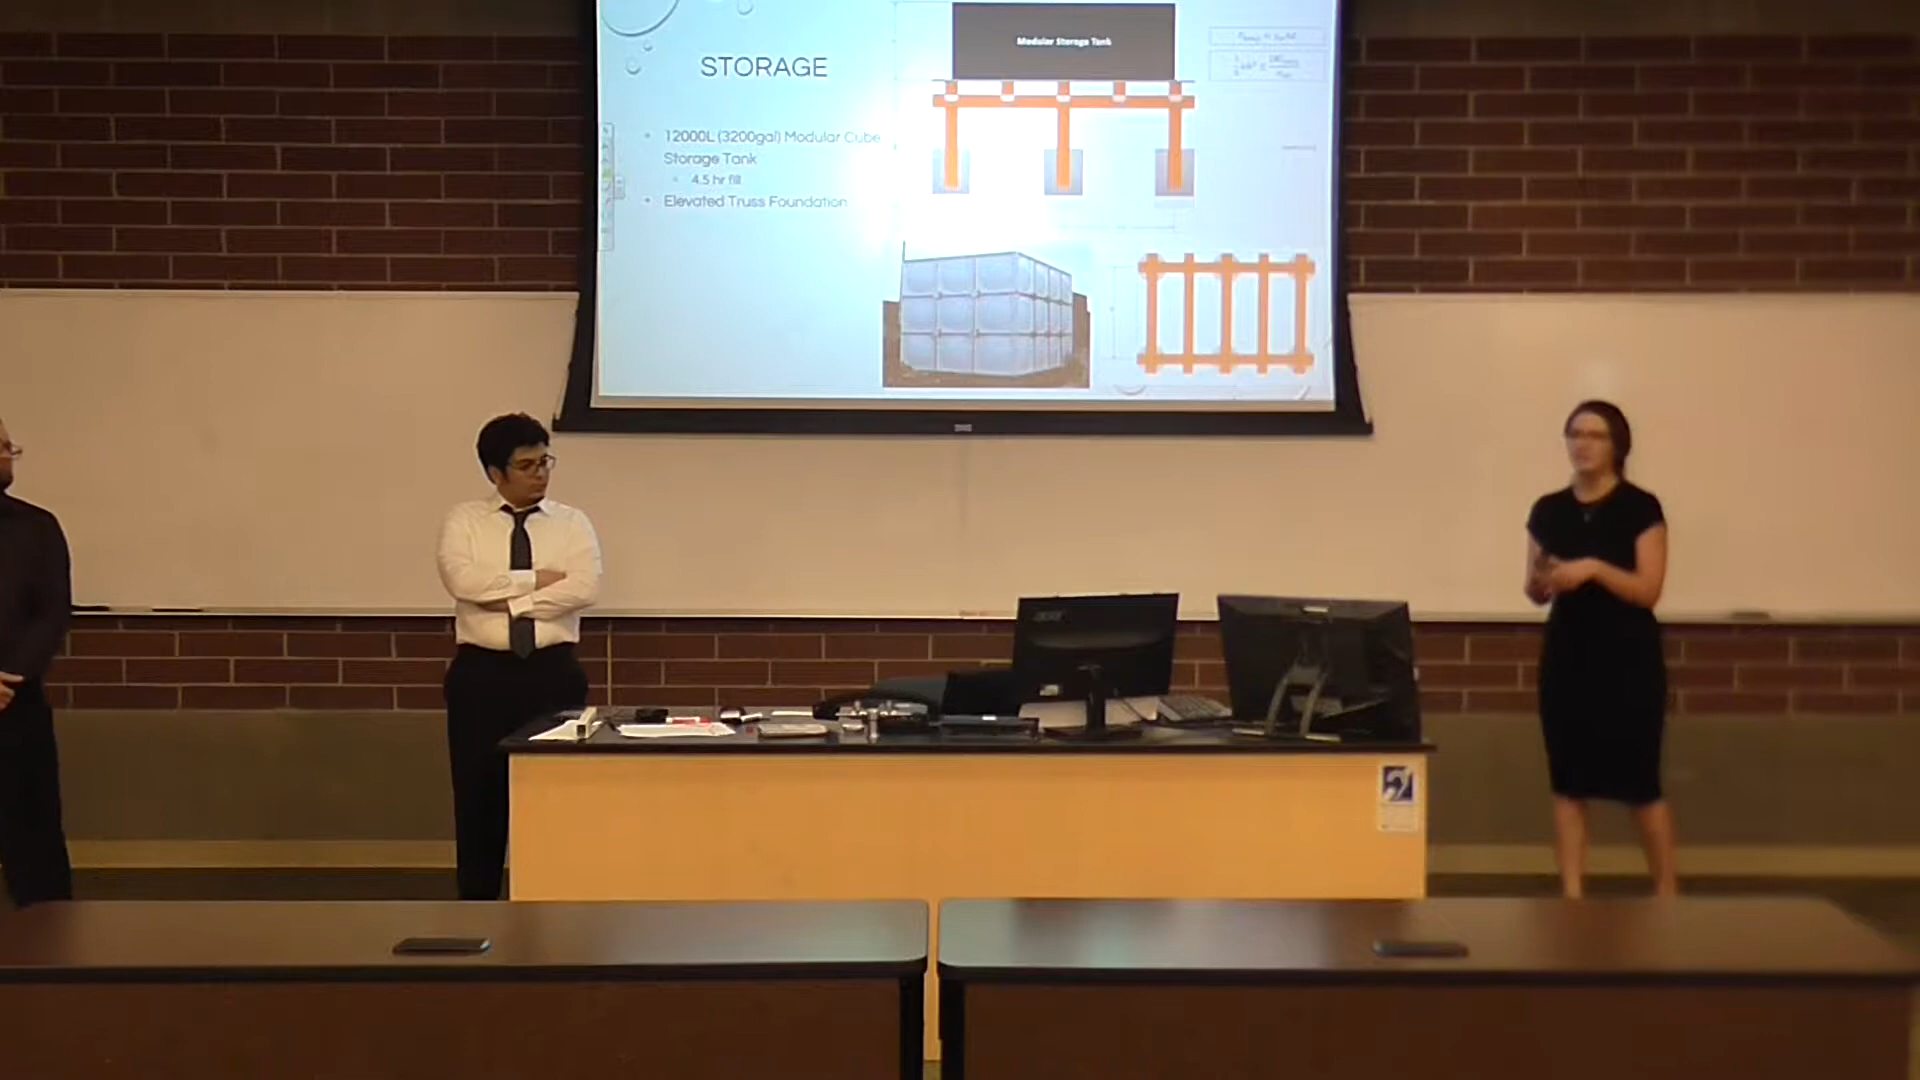 STORAGE
12000L (3200gal) Modular Cube
Storage Tank
4.5 hr fill
Elevated Truss Foundation
Modular Storage Tank
acer